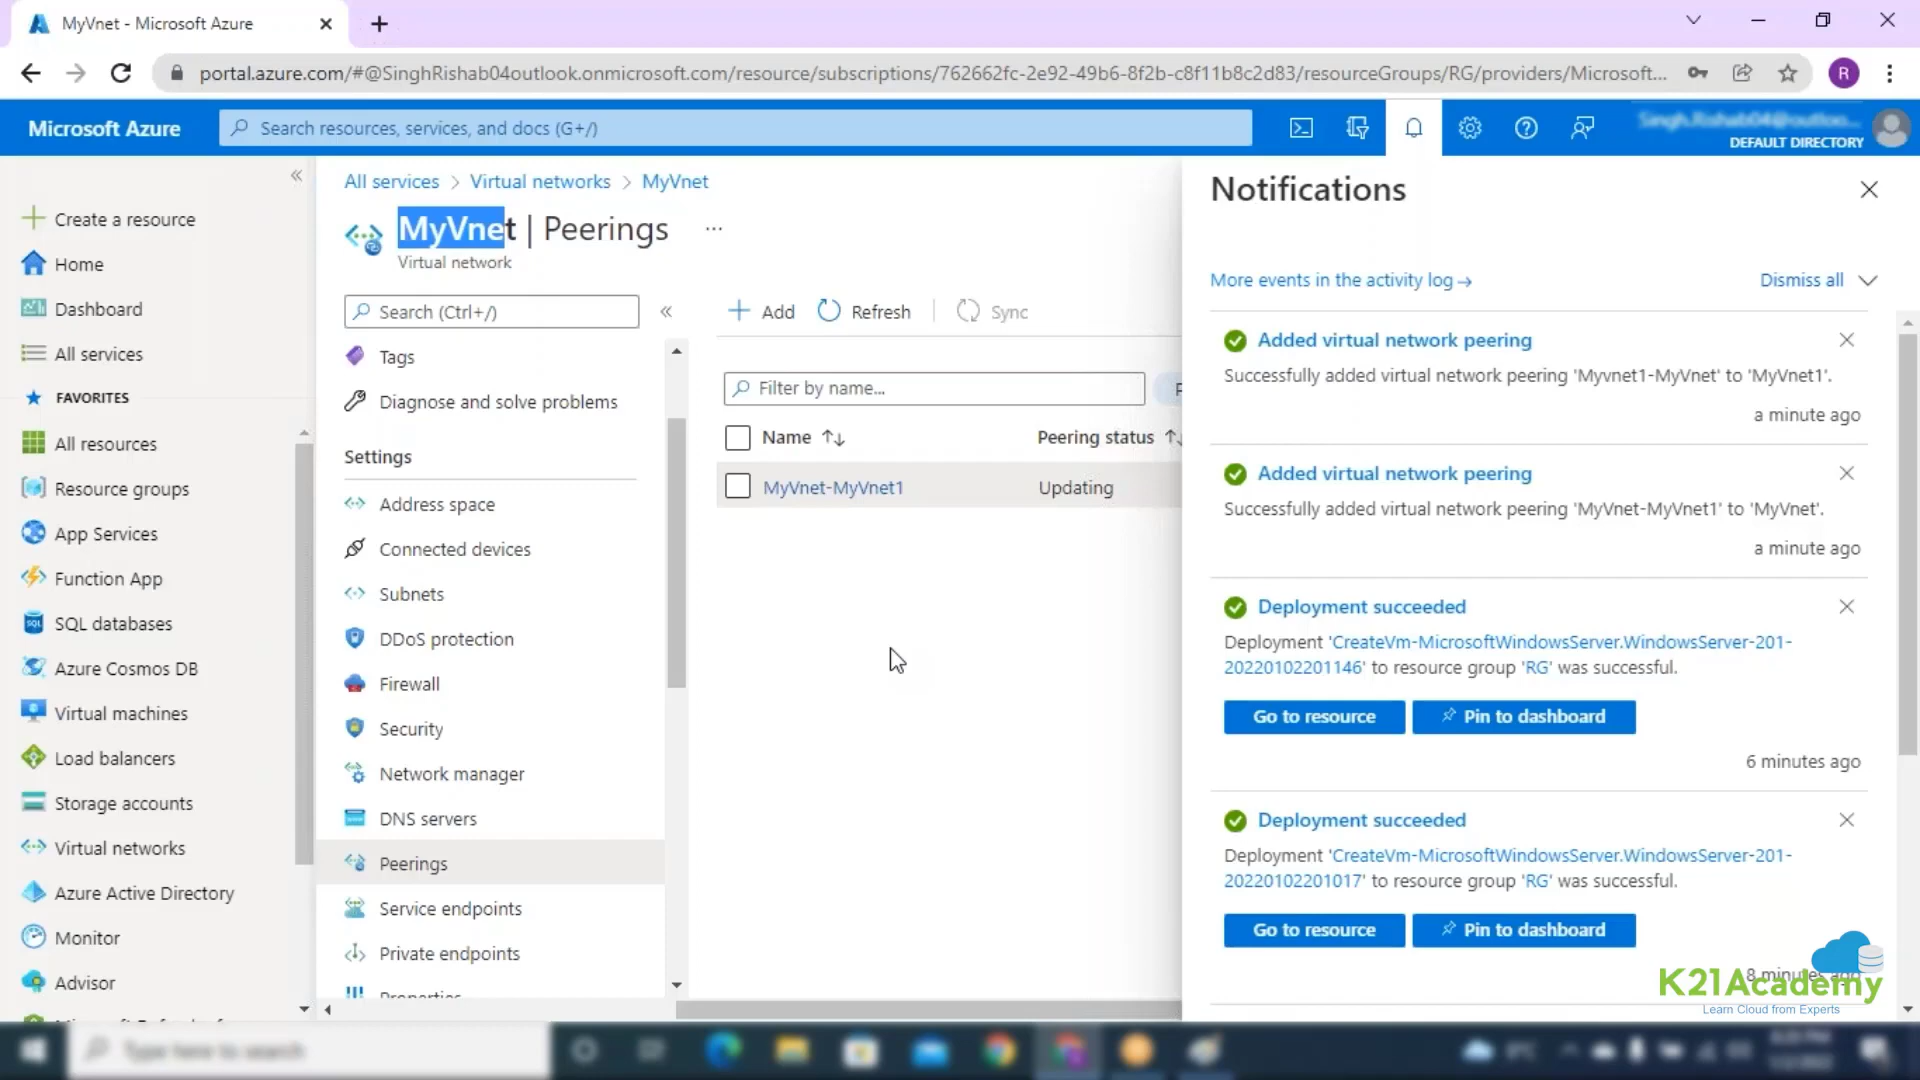 MyVnet - Microsoft Azure
portal.azure.com/#@SinghRishab04outlook.onmicrosoft.com/resource/subscriptions/762662fc-2e92-49b6-8f2b-c8f11b8c2d83/resourceGroups/RG/providers/Microsoft...
R
Microsoft Azure
Search resources, services, and docs (G+/)
DEFAULT DIRECTORY
Create a resource
Home
Dashboard
All services
FAVORITES
All resources
Resource groups
App Services
Function App
SQL databases
Azure Cosmos DB
Virtual machines
Load balancers
Storage accounts
Virtual networks
Azure Active Directory
Monitor
Advisor
All services > Virtual networks > MyVnet
MyVnet | Peerings ...
Virtual network
Search (Ctrl+/)
Tags
Diagnose and solve problems
Settings
Address space
Connected devices
Subnets
DDoS protection
Firewall
Security
Network manager
DNS servers
Peerings
Service endpoints
Private endpoints
Properties
Add Refresh Sync
Filter by name...
Name Peering status
MyVnet-MyVnet1 Updating
Notifications
More events in the activity log → Dismiss all
Added virtual network peering
Successfully added virtual network peering 'Myvnet1-MyVnet' to 'MyVnet1'.
a minute ago
Added virtual network peering
Successfully added virtual network peering 'MyVnet-MyVnet1' to 'MyVnet'.
a minute ago
Deployment succeeded
Deployment 'CreateVm-MicrosoftWindowsServer.WindowsServer-201-
20220102201146' to resource group 'RG' was successful.
Go to resource Pin to dashboard
6 minutes ago
Deployment succeeded
Deployment 'CreateVm-MicrosoftWindowsServer.WindowsServer-201-
20220102201017' to resource group 'RG' was successful.
Go to resource Pin to dashboard
8 minutes ago
K21Academy
Learn Cloud from Experts
Type here to search